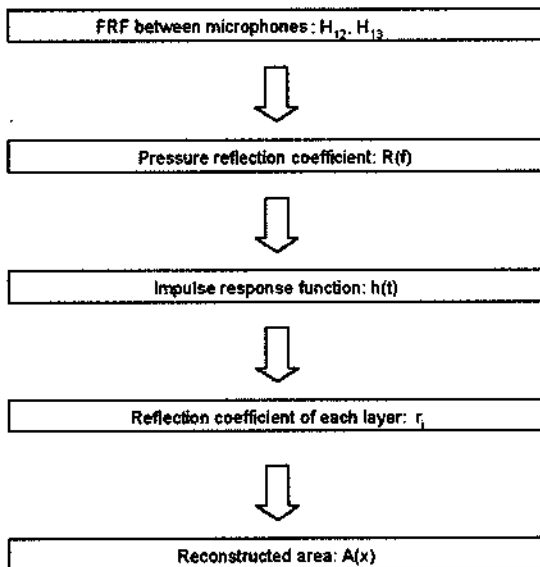 FRF between microphones: H12, H13
Pressure reflection coefficient: R(f)
Impulse response function: h(t)
Reflection coefficient of each layer: ri
Reconstructed area: A(x)